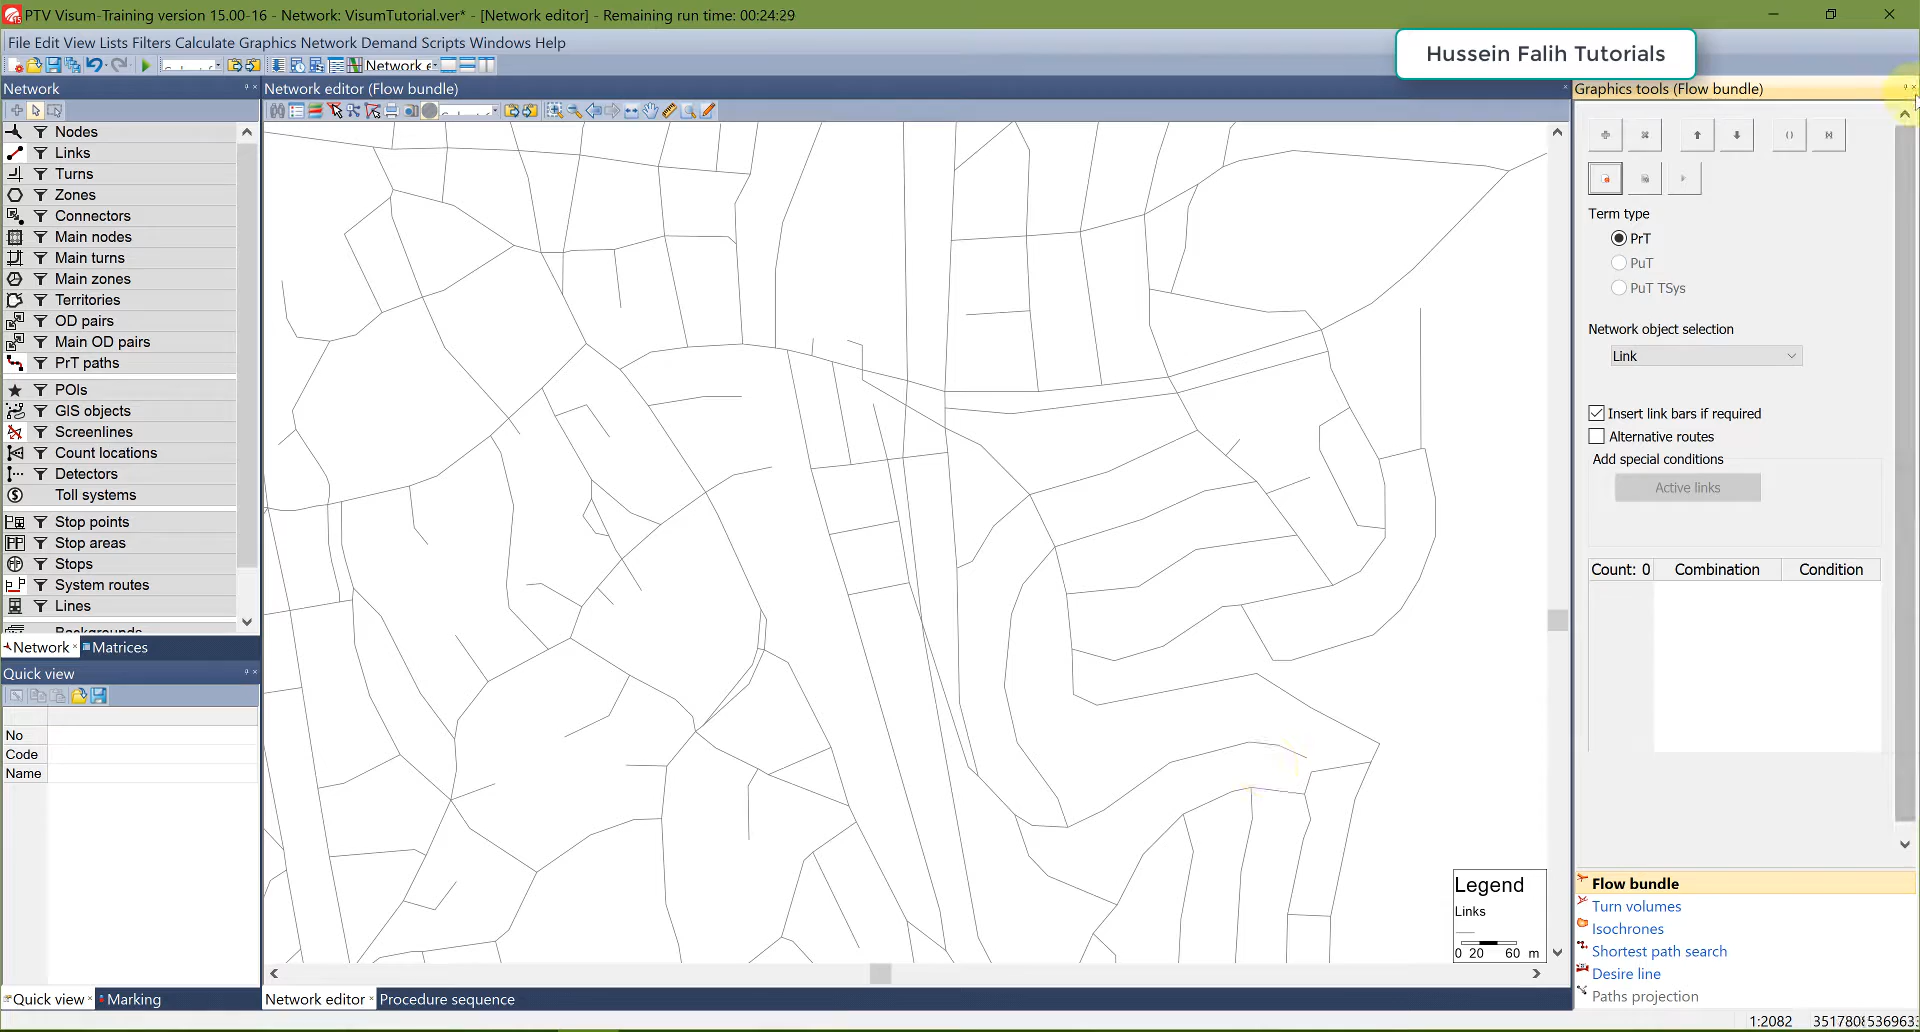 PTV Visum-Training version 15.00-16 - Network: VisumTutorial.ver* - [Network editor] - Remaining run time: 00:24:29
File Edit View Lists Filters Calculate Graphics Network Demand Scripts Windows Help
Hussein Falih Tutorials
Network
Network editor (Flow bundle)
Graphics tools (Flow bundle)
Nodes
Links
Turns
Zones
Connectors
Main nodes
Main turns
Main zones
Territories
OD pairs
Main OD pairs
PrT paths
POIs
GIS objects
Screenlines
Count locations
Detectors
Toll systems
Stop points
Stop areas
Stops
System routes
Lines
Backgrounds
Network
Matrices
Quick view
No
Code
Name
Quick view
Marking
Legend
Links
0 20 60 m
Network editor
Procedure sequence
Term type
PrT
PuT
PuT TSys
Network object selection
Link
Insert link bars if required
Alternative routes
Add special conditions
Active links
Count: 0 Combination Condition
Flow bundle
Turn volumes
Isochrones
Shortest path search
Desire line
Paths projection
1:2082